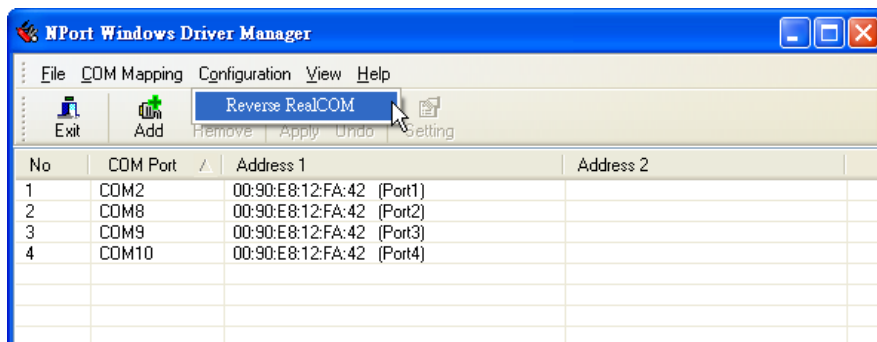 NPort Windows Driver Manager
File COM Mapping Configuration View Help
Reverse RealCOM
Exit Add Remove Apply Undo Setting
No COM Port Address 1 Address 2
1 COM2 00:90:E8:12:FA:42 (Port1)
2 COM8 00:90:E8:12:FA:42 (Port2)
3 COM9 00:90:E8:12:FA:42 (Port3)
4 COM10 00:90:E8:12:FA:42 (Port4)